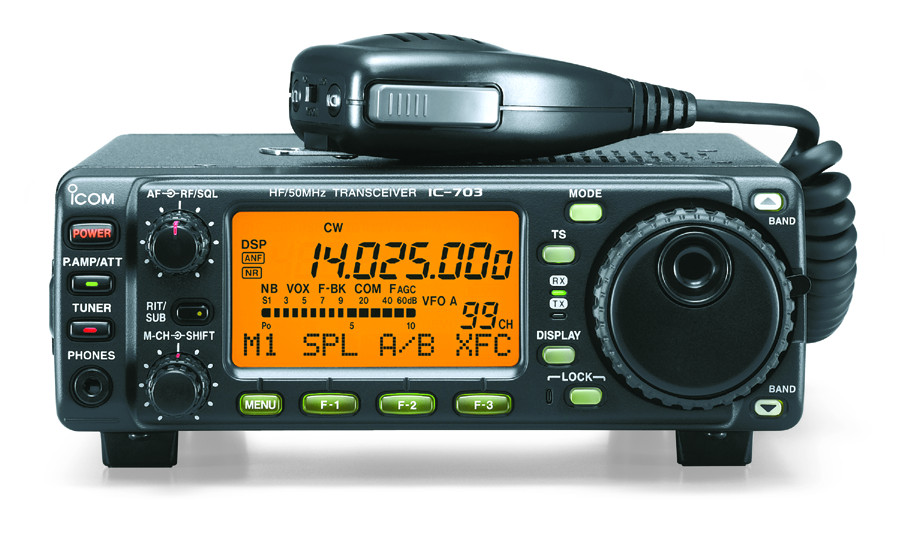 ICOM
AF RF/SQL
HF/50MHz TRANSCEIVER IC-703
MODE
BAND
POWER
P.AMP/ATT
TUNER
RIT/
SUB
M-CH SHIFT
PHONES
CW
DSP
ANF
NR
14.025.000
NB VOX F-BK COM FAGC
S1 3 5 7 9 20 40 60dB VFO A
99CH
Po 5 10
M1 SPL A/B XFC
MENU F-1 F-2 F-3
TS
RX
TX
DISPLAY
LOCK
BAND